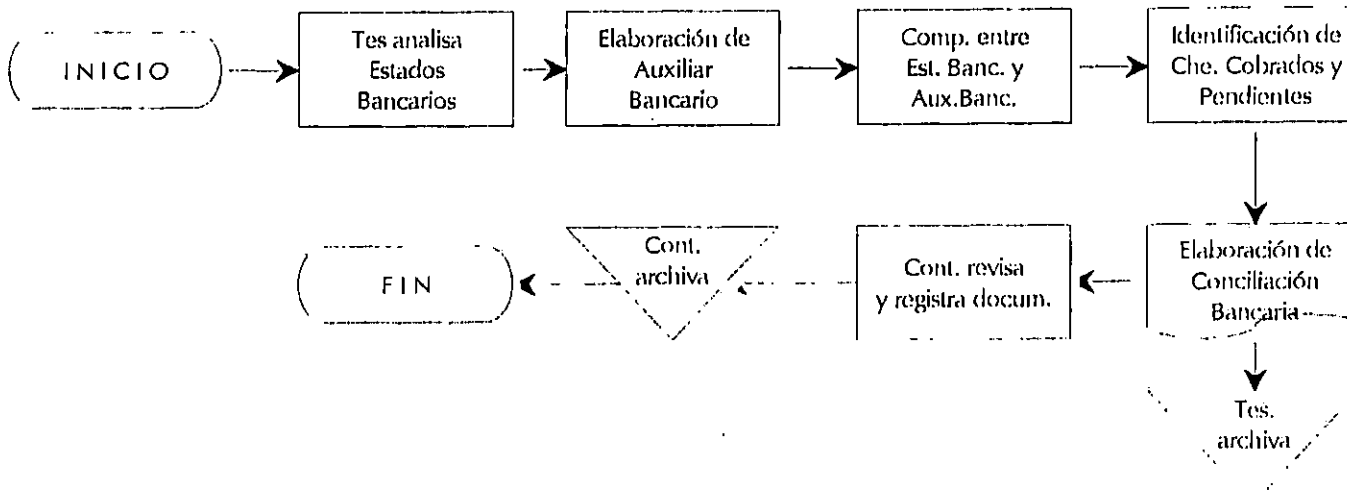 INICIO
Tes analisa
Estados
Bancarios
Elaboración de
Auxiliar
Bancario
Comp. entre
Est. Banc. y
Aux.Banc.
Identificación de
Che. Cobrados y
Pendientes
Elaboración de
Conciliación
Bancaria
Tes.
archiva
Cont. revisa
y registra docum.
Cont.
archiva
FIN